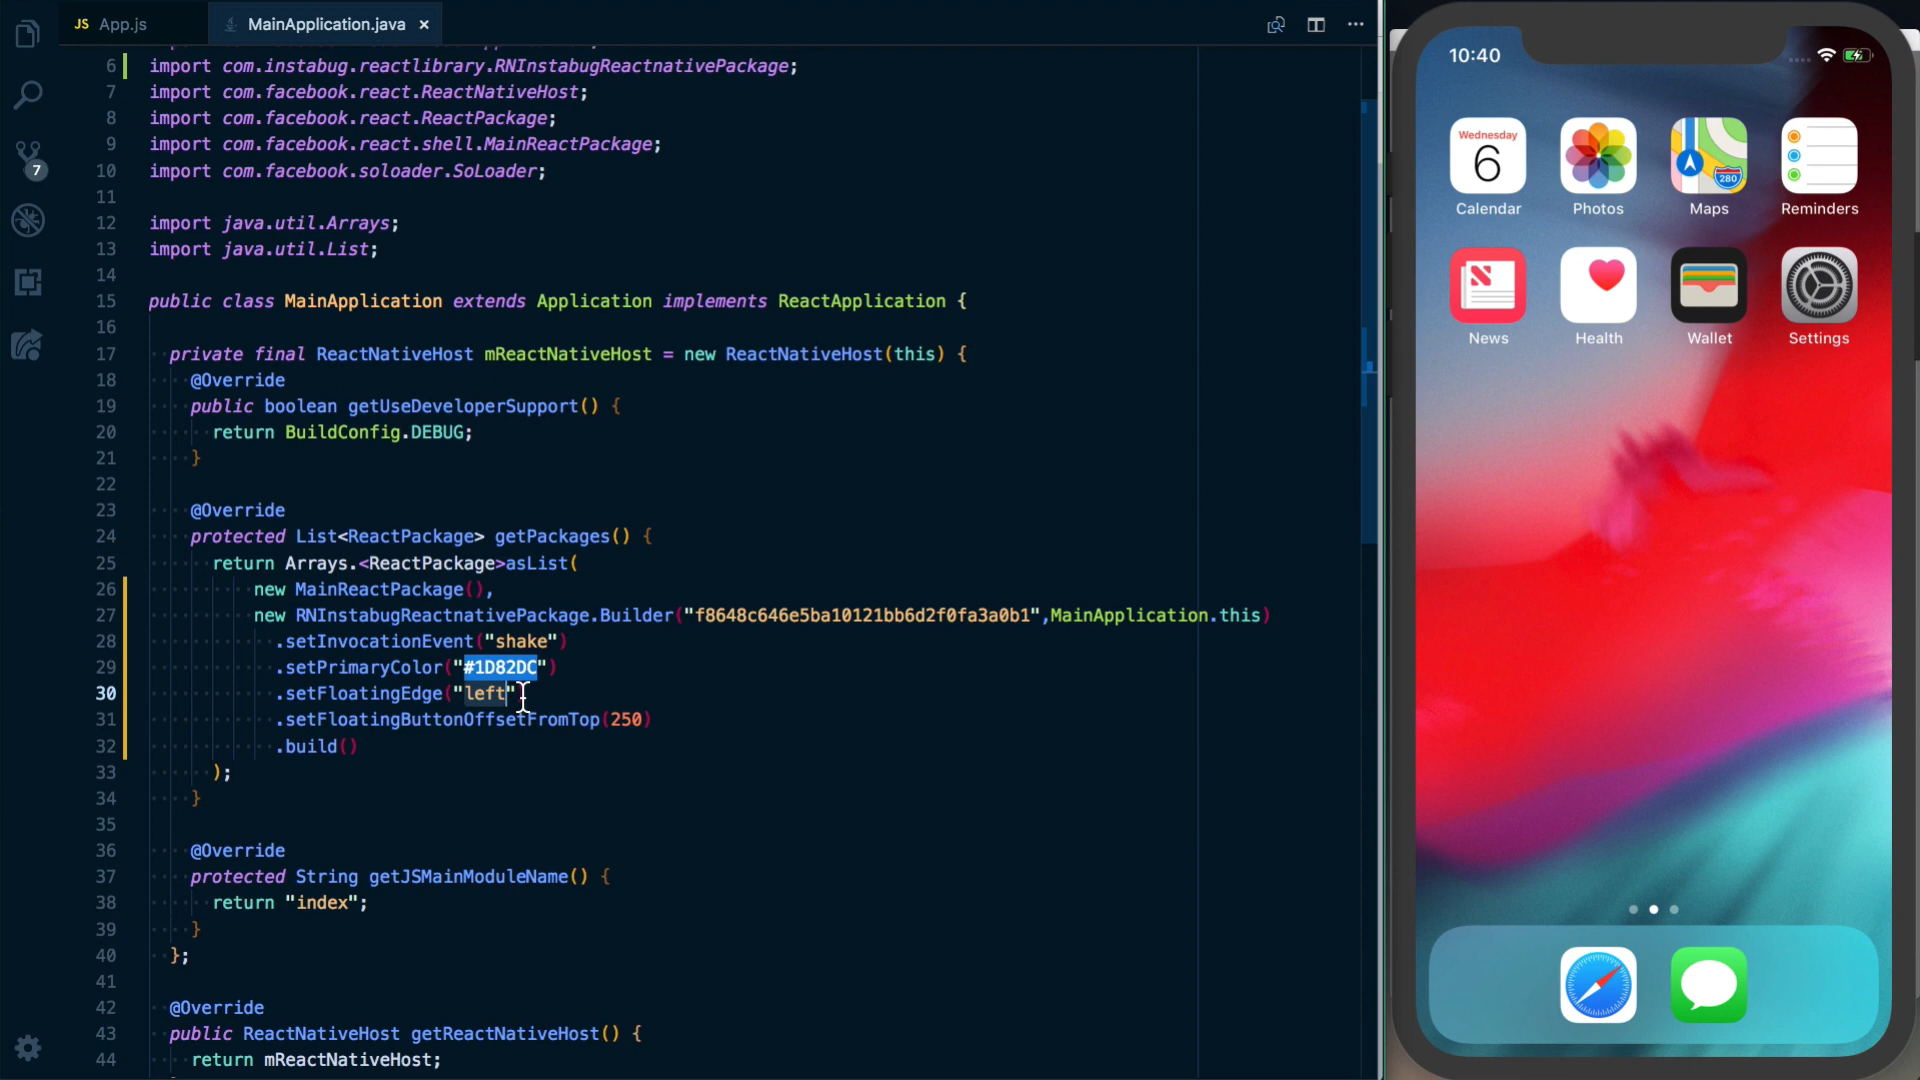 JS App.js
MainApplication.java ×
6 import com.instabug.reactlibrary.RNInstabugReactnativePackage;
7 import com.facebook.react.ReactNativeHost;
8 import com.facebook.react.ReactPackage;
9 import com.facebook.react.shell.MainReactPackage;
10 import com.facebook.soloader.SoLoader;
11
12 import java.util.Arrays;
13 import java.util.List;
14
15 public class MainApplication extends Application implements ReactApplication {
16
17 private final ReactNativeHost mReactNativeHost = new ReactNativeHost(this) {
18 @Override
19 public boolean getUseDeveloperSupport() {
20 return BuildConfig.DEBUG;
21 }
22
23 @Override
24 protected List<ReactPackage> getPackages() {
25 return Arrays.<ReactPackage>asList(
26 new MainReactPackage(),
27 new RNInstabugReactnativePackage.Builder("f8648c646e5ba10121bb6d2f0fa3a0b1",MainApplication.this)
28 .setInvocationEvent("shake")
29 .setPrimaryColor("#1D82DC")
30 .setFloatingEdge("left"
31 .setFloatingButtonOffsetFromTop(250)
32 .build()
33 );
34 }
35
36 @Override
37 protected String getJSMainModuleName() {
38 return "index";
39 }
40 };
41
42 @Override
43 public ReactNativeHost getReactNativeHost() {
44 return mReactNativeHost;
7
10:40
Wednesday
6
280
Calendar
Photos
Maps
Reminders
News
Health
Wallet
Settings